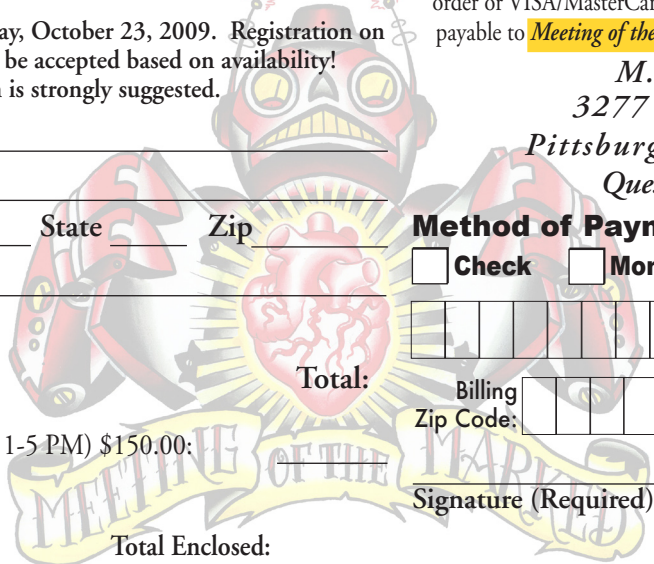 ay, October 23, 2009. Registration on
be accepted based on availability!
is strongly suggested.
State Zip
Total:
1-5 PM) $150.00:
Total Enclosed:
order or VISA/MasterCar
payable to Meeting of the
M.
3277
Pittsburg
Ques
Method of Paym
Check Mon
Billing
Zip Code:
Signature (Required)
MEETING OF THE MARKED